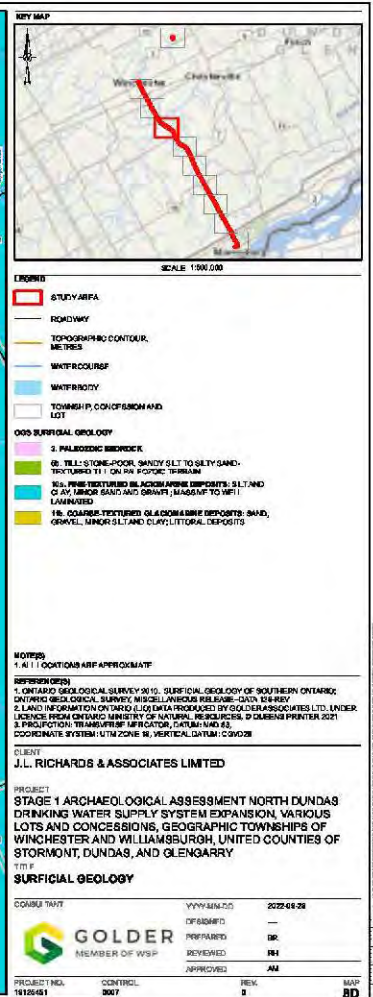 KEY MAP
Winchester
Chesterville
Finch
Morrisburg
SCALE 1:500,000
LEGEND
STUDY AREA
ROADWAY
TOPOGRAPHIC CONTOUR,
METRES
WATERCOURSE
WATERBODY
TOWNSHIP, CONCESSION AND
LOT
OGS SURFICIAL GEOLOGY
3. PALEOZOIC BEDROCK
TILL: STONE-POOR, SANDY SILT TO SILTY SAND-
TEXTURED TILL ON PALEOZOIC TERRAIN
FINE-TEXTURED GLACIOMARINE DEPOSITS: SILT AND
CLAY, MINOR SAND AND GRAVEL; MASSIVE TO WELL
LAMINATED
11b. COARSE-TEXTURED GLACIOMARINE DEPOSITS: SAND,
GRAVEL, MINOR SILT AND CLAY; LITTORAL DEPOSITS
NOTE(S)
1. ALL LOCATIONS ARE APPROXIMATE
REFERENCE(S)
1. ONTARIO GEOLOGICAL SURVEY 2010. SURFICIAL GEOLOGY OF SOUTHERN ONTARIO;
ONTARIO GEOLOGICAL SURVEY, MISCELLANEOUS RELEASE-DATA 128-REV
2. LAND INFORMATION ONTARIO (LIO) DATA PRODUCED BY GOLDER ASSOCIATES LTD. UNDER
LICENCE FROM ONTARIO MINISTRY OF NATURAL RESOURCES, © QUEENS PRINTER 2021
3. PROJECTION: TRANSVERSE MERCATOR, DATUM: NAD 83,
COORDINATE SYSTEM: UTM ZONE 18, VERTICAL DATUM: CGVD28
CLIENT
J.L. RICHARDS & ASSOCIATES LIMITED
PROJECT
STAGE 1 ARCHAEOLOGICAL ASSESSMENT NORTH DUNDAS
DRINKING WATER SUPPLY SYSTEM EXPANSION, VARIOUS
LOTS AND CONCESSIONS, GEOGRAPHIC TOWNSHIPS OF
WINCHESTER AND WILLIAMSBURGH, UNITED COUNTIES OF
STORMONT, DUNDAS, AND GLENGARRY
TITLE
SURFICIAL GEOLOGY
CONSULTANT
YYYY-MM-DD
DESIGNED ---
GOLDER PREPARED BR
MEMBER OF WSP REVIEWED RH
APPROVED AM
PROJECT NO. CONTROL REV. MAP
19126451 0007 0 8D